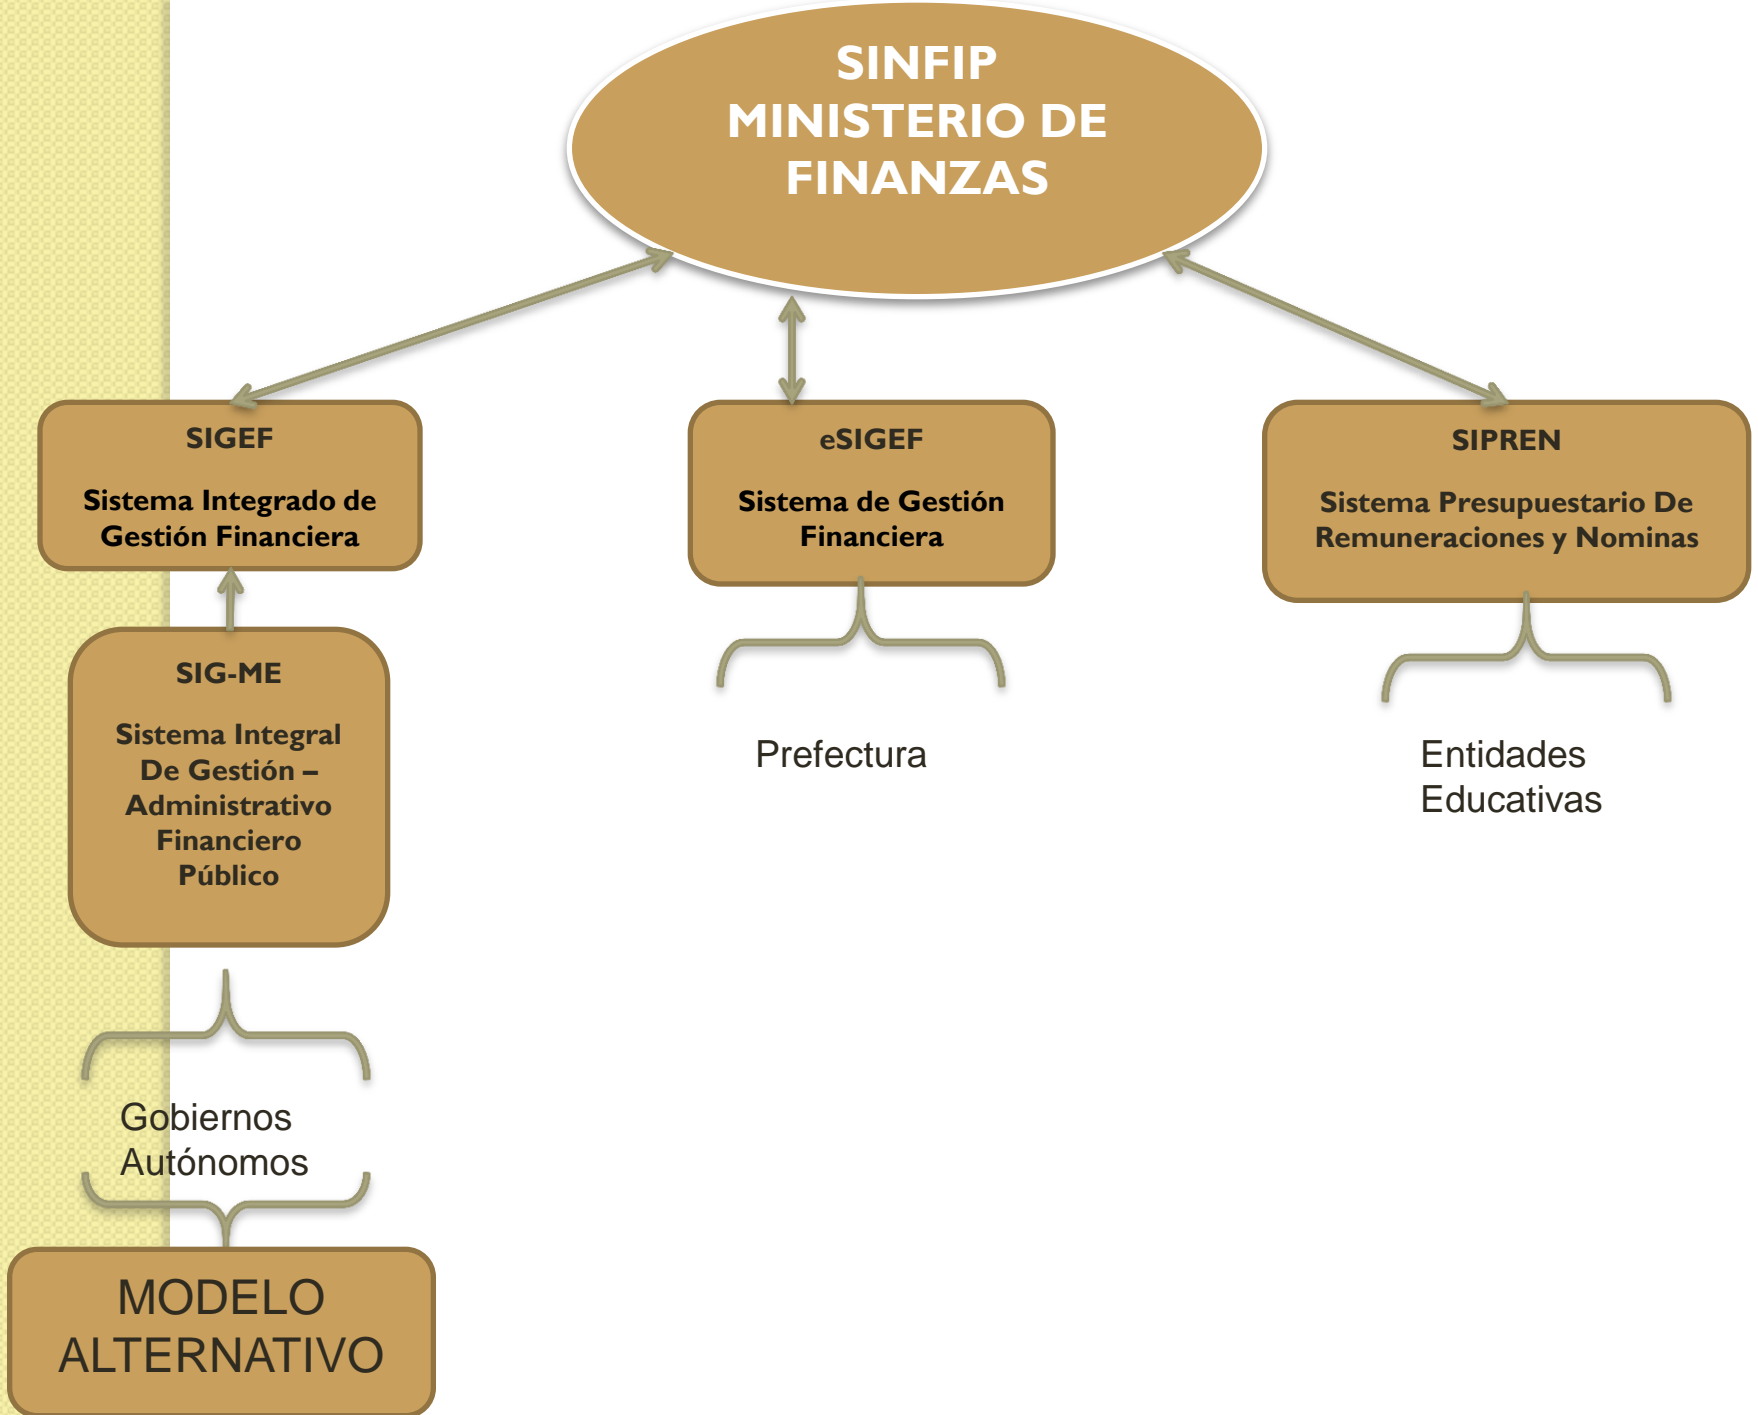 SINFIP
MINISTERIO DE
FINANZAS
SIGEF
Sistema Integrado de
Gestión Financiera
eSIGEF
Sistema de Gestión
Financiera
SIPREN
Sistema Presupuestario De
Remuneraciones y Nominas
SIG-ME
Sistema Integral
De Gestión –
Administrativo
Financiero
Público
Prefectura
Entidades
Educativas
Gobiernos
Autónomos
MODELO
ALTERNATIVO